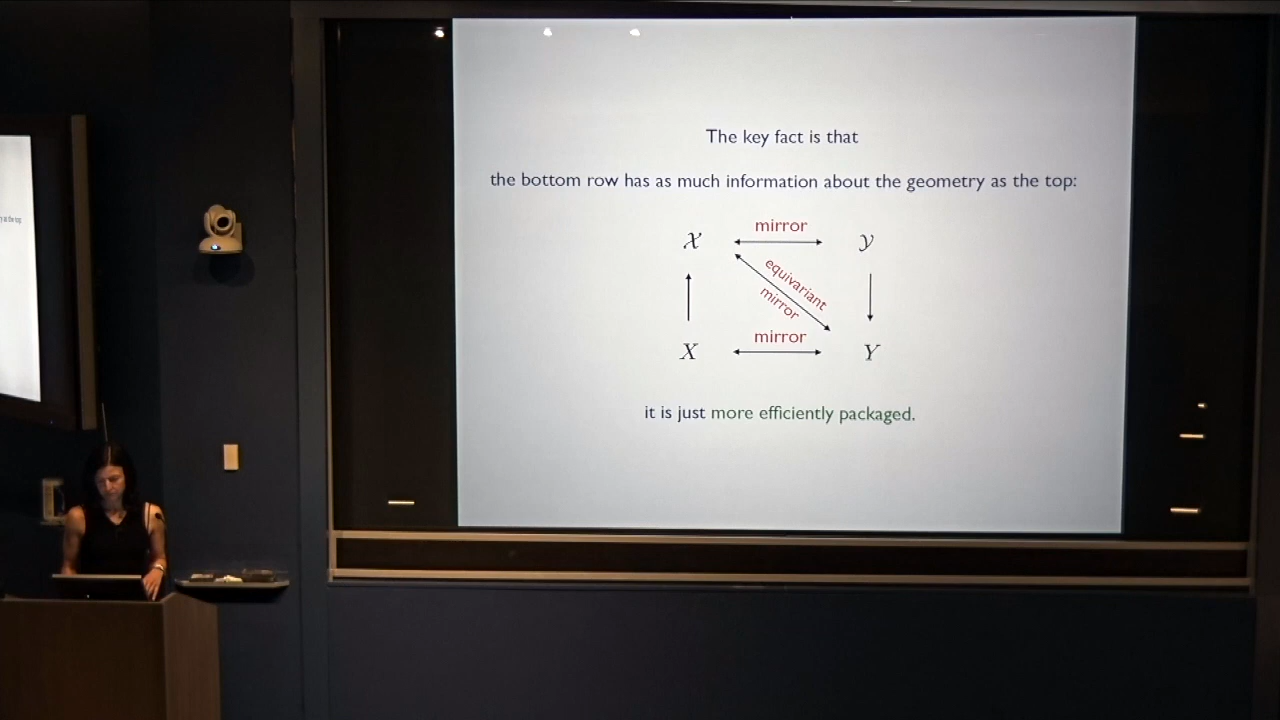 The key fact is that
the bottom row has as much information about the geometry as the top:
mirror
𝒳 𝒴
equivariant
mirror
mirror
X Y
it is just more efficiently packaged.